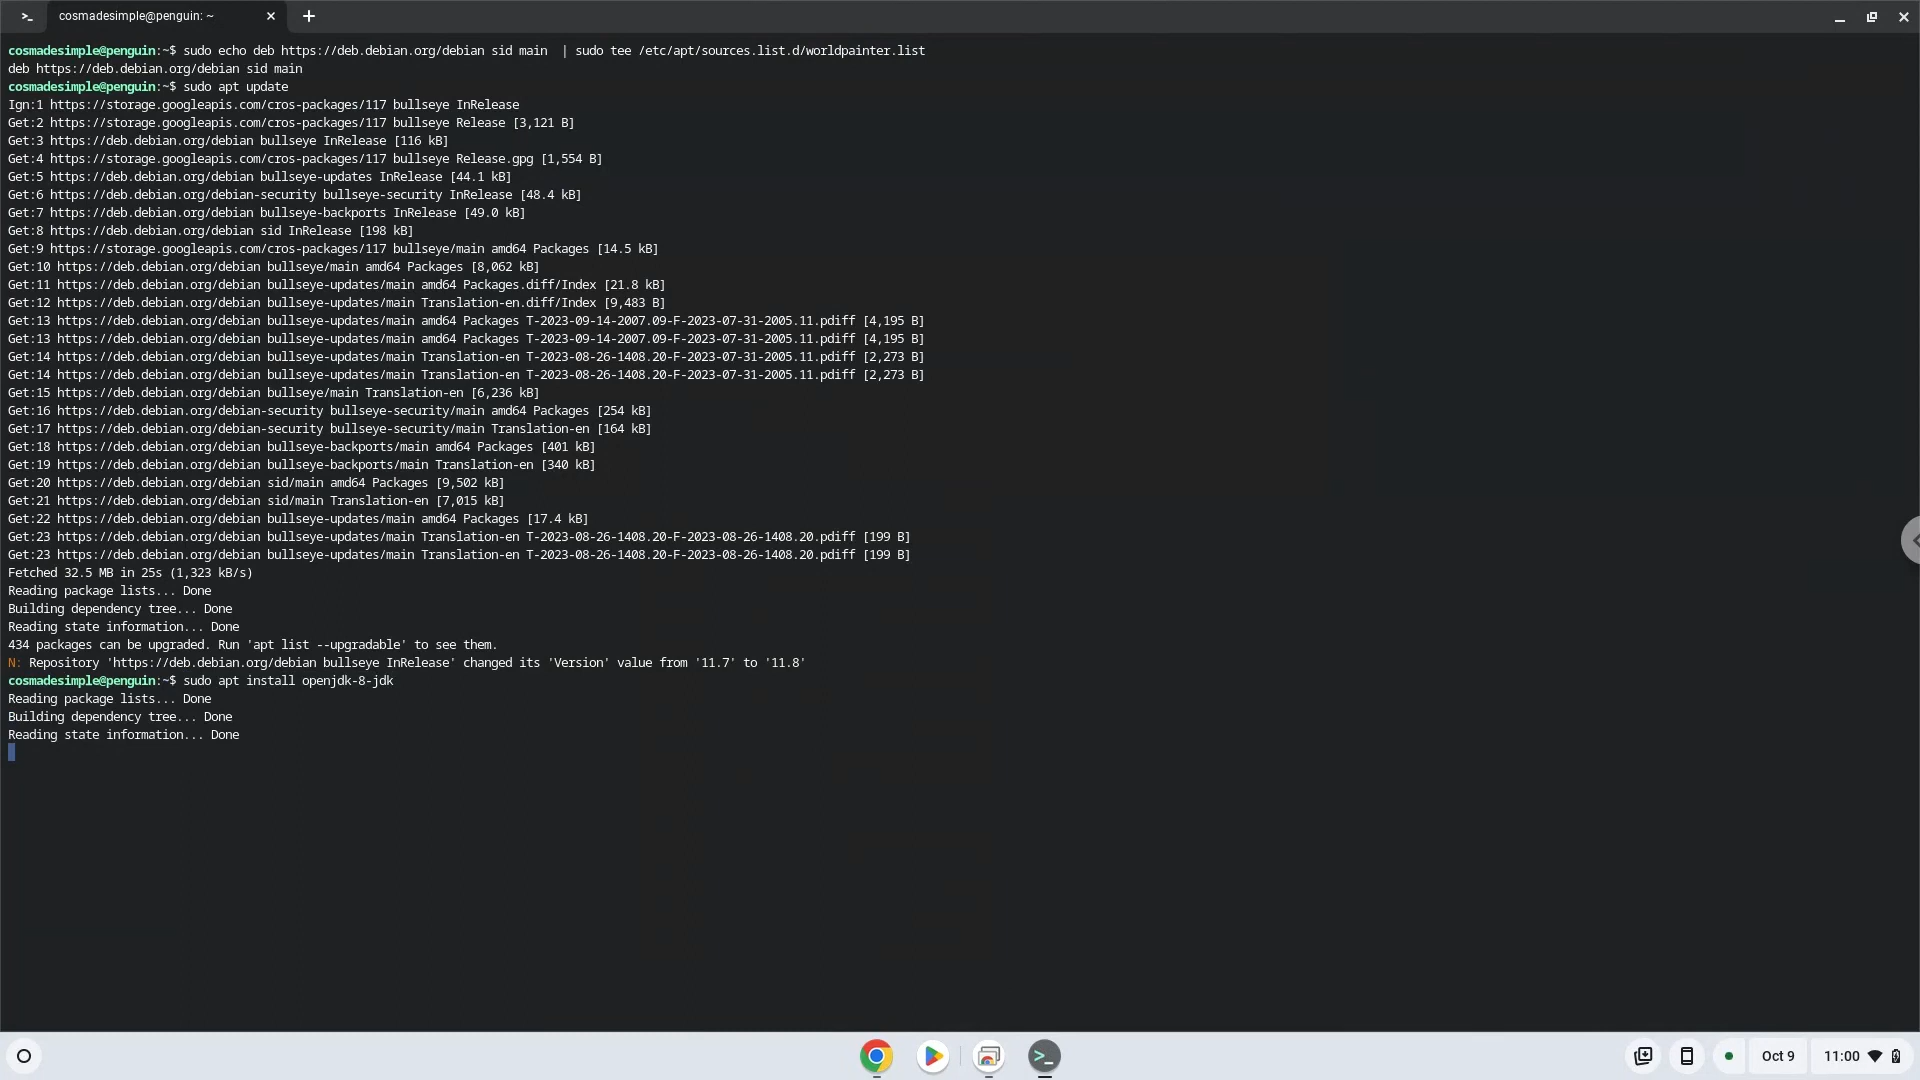 cosmadesimple@penguin: ~
cosmadesimple@penguin:~$ sudo echo deb https://deb.debian.org/debian sid main  | sudo tee /etc/apt/sources.list.d/worldpainter.list
deb https://deb.debian.org/debian sid main
cosmadesimple@penguin:~$ sudo apt update
Ign:1 https://storage.googleapis.com/cros-packages/117 bullseye InRelease
Get:2 https://storage.googleapis.com/cros-packages/117 bullseye Release [3,121 B]
Get:3 https://deb.debian.org/debian bullseye InRelease [116 kB]
Get:4 https://storage.googleapis.com/cros-packages/117 bullseye Release.gpg [1,554 B]
Get:5 https://deb.debian.org/debian bullseye-updates InRelease [44.1 kB]
Get:6 https://deb.debian.org/debian-security bullseye-security InRelease [48.4 kB]
Get:7 https://deb.debian.org/debian bullseye-backports InRelease [49.0 kB]
Get:8 https://deb.debian.org/debian sid InRelease [198 kB]
Get:9 https://storage.googleapis.com/cros-packages/117 bullseye/main amd64 Packages [14.5 kB]
Get:10 https://deb.debian.org/debian bullseye/main amd64 Packages [8,062 kB]
Get:11 https://deb.debian.org/debian bullseye-updates/main amd64 Packages.diff/Index [21.8 kB]
Get:12 https://deb.debian.org/debian bullseye-updates/main Translation-en.diff/Index [9,483 B]
Get:13 https://deb.debian.org/debian bullseye-updates/main amd64 Packages T-2023-09-14-2007.09-F-2023-07-31-2005.11.pdiff [4,195 B]
Get:13 https://deb.debian.org/debian bullseye-updates/main amd64 Packages T-2023-09-14-2007.09-F-2023-07-31-2005.11.pdiff [4,195 B]
Get:14 https://deb.debian.org/debian bullseye-updates/main Translation-en T-2023-08-26-1408.20-F-2023-07-31-2005.11.pdiff [2,273 B]
Get:14 https://deb.debian.org/debian bullseye-updates/main Translation-en T-2023-08-26-1408.20-F-2023-07-31-2005.11.pdiff [2,273 B]
Get:15 https://deb.debian.org/debian bullseye/main Translation-en [6,236 kB]
Get:16 https://deb.debian.org/debian-security bullseye-security/main amd64 Packages [254 kB]
Get:17 https://deb.debian.org/debian-security bullseye-security/main Translation-en [164 kB]
Get:18 https://deb.debian.org/debian bullseye-backports/main amd64 Packages [401 kB]
Get:19 https://deb.debian.org/debian bullseye-backports/main Translation-en [340 kB]
Get:20 https://deb.debian.org/debian sid/main amd64 Packages [9,502 kB]
Get:21 https://deb.debian.org/debian sid/main Translation-en [7,015 kB]
Get:22 https://deb.debian.org/debian bullseye-updates/main amd64 Packages [17.4 kB]
Get:23 https://deb.debian.org/debian bullseye-updates/main Translation-en T-2023-08-26-1408.20-F-2023-08-26-1408.20.pdiff [199 B]
Get:23 https://deb.debian.org/debian bullseye-updates/main Translation-en T-2023-08-26-1408.20-F-2023-08-26-1408.20.pdiff [199 B]
Fetched 32.5 MB in 25s (1,323 kB/s)
Reading package lists... Done
Building dependency tree... Done
Reading state information... Done
434 packages can be upgraded. Run 'apt list --upgradable' to see them.
N: Repository 'https://deb.debian.org/debian bullseye InRelease' changed its 'Version' value from '11.7' to '11.8'
cosmadesimple@penguin:~$ sudo apt install openjdk-8-jdk
Reading package lists... Done
Building dependency tree... Done
Reading state information... Done
Oct 9
11:00